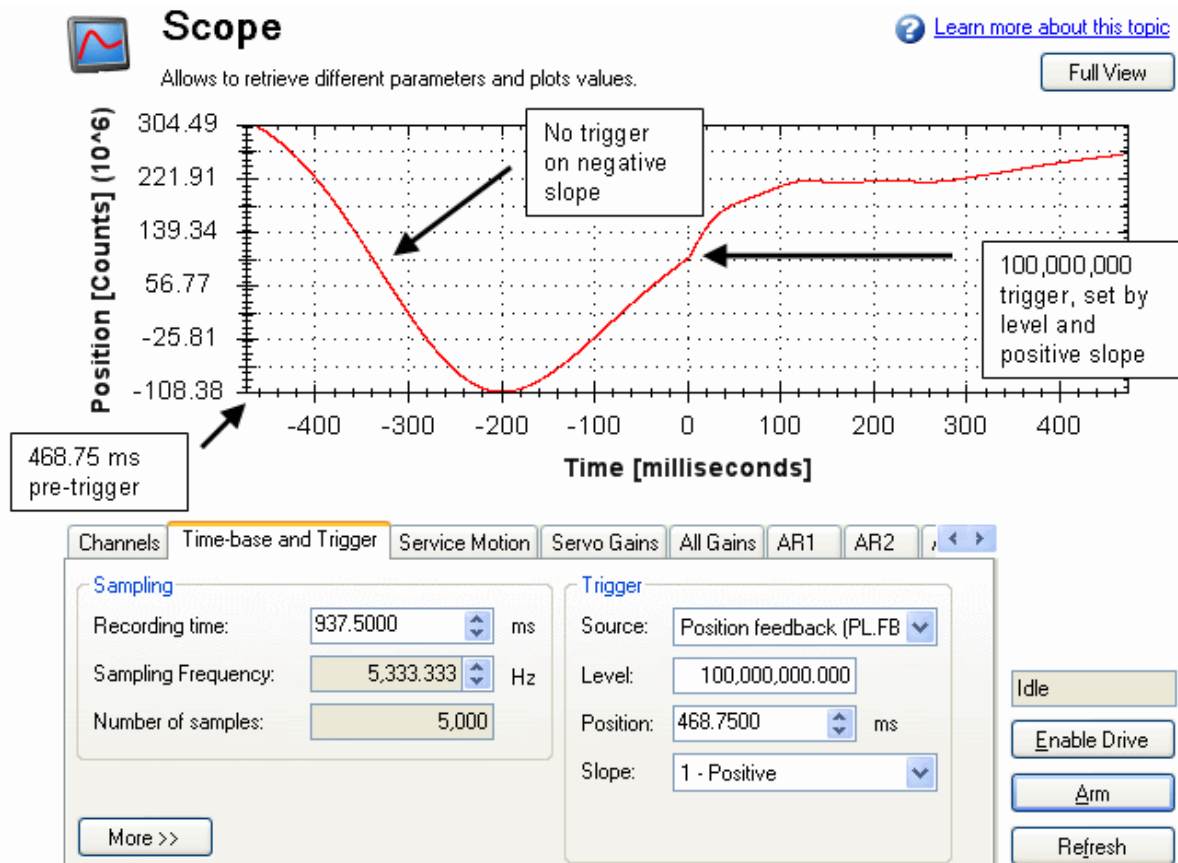 Scope
Learn more about this topic
Allows to retrieve different parameters and plots values.
Full View
Position [Counts] (10^6)
304.49
221.91
139.34
56.77
-25.81
-108.38
No trigger
on negative
slope
100,000,000
trigger, set by
level and
positive slope
468.75 ms
pre-trigger
-400 -300 -200 -100 0 100 200 300 400
Time [milliseconds]
Channels Time-base and Trigger Service Motion Servo Gains All Gains AR1 AR2
Sampling
Recording time: 937.5000 ms
Sampling Frequency: 5,333.333 Hz
Number of samples: 5,000
More >>
Trigger
Source: Position feedback (PL.FB
Level: 100,000,000.000
Position: 468.7500 ms
Slope: 1 - Positive
Idle
Enable Drive
Arm
Refresh